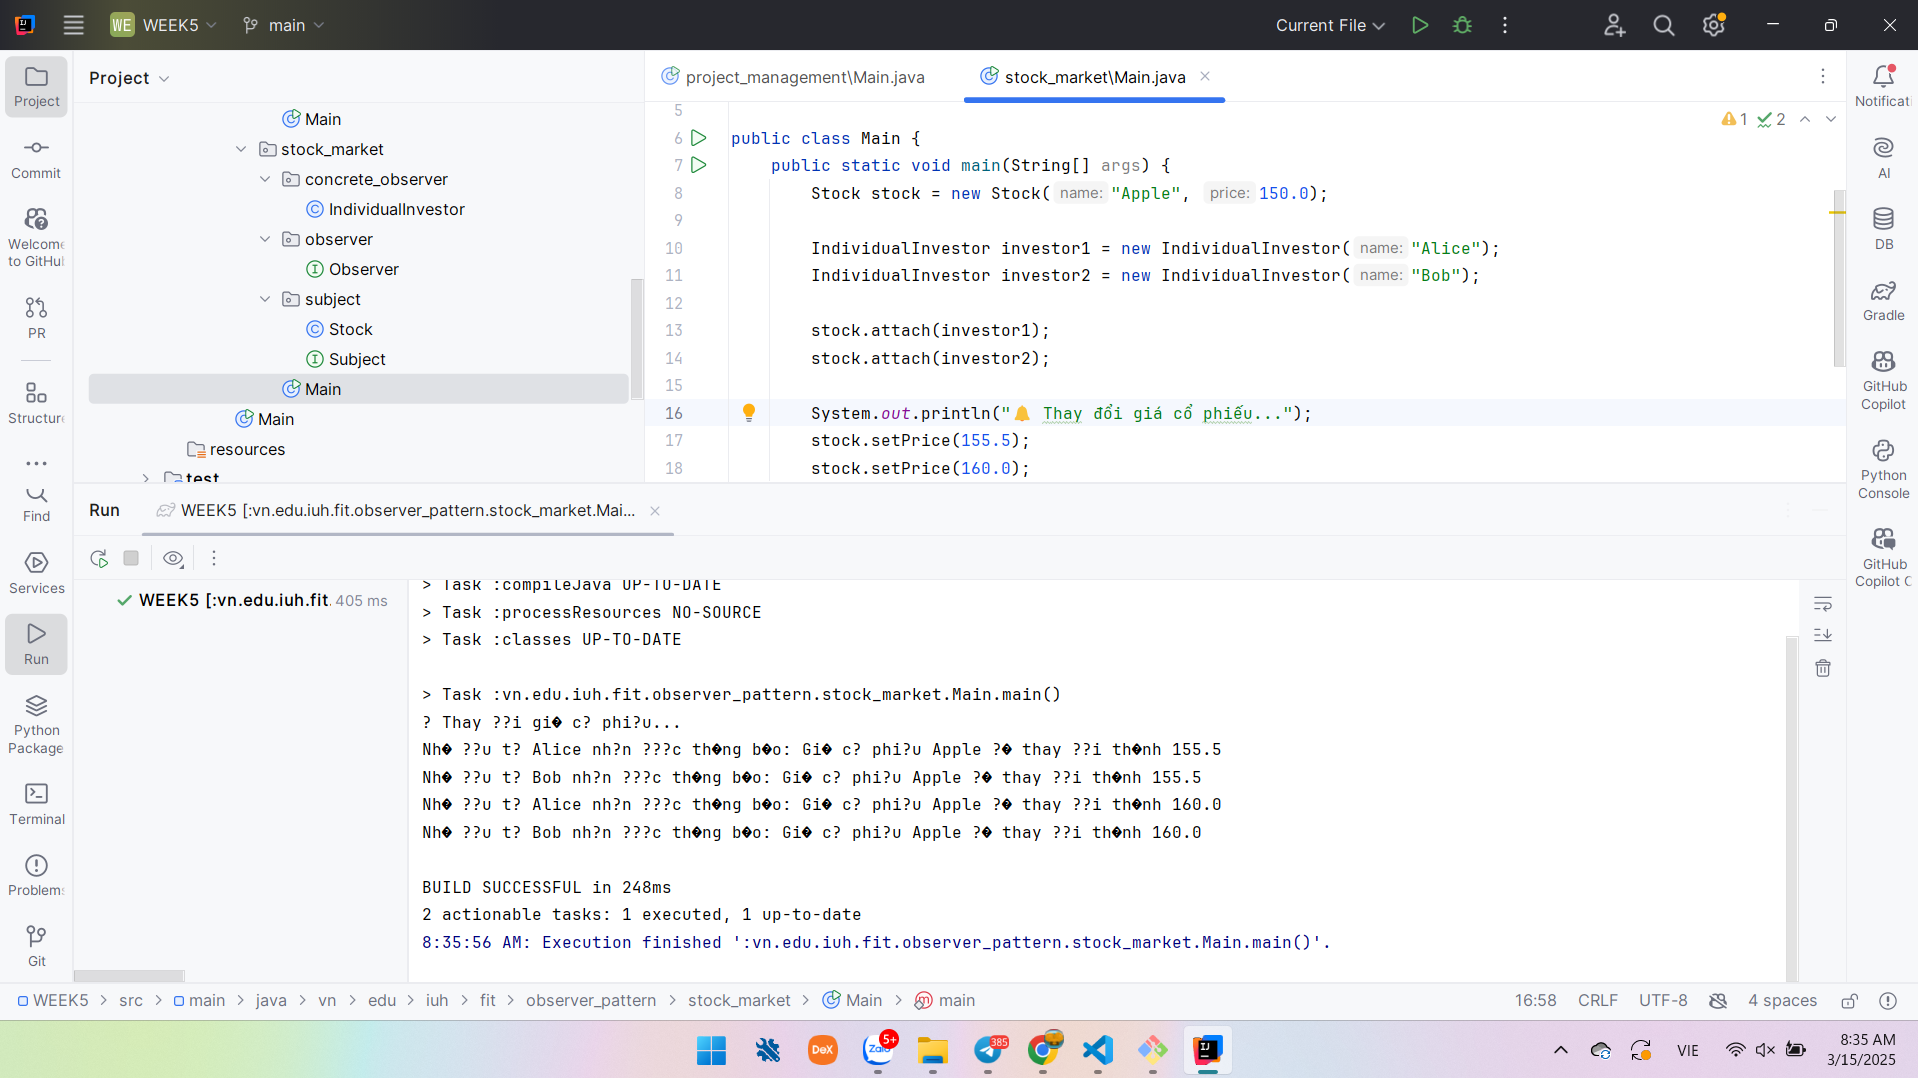 WE WEEK5 main Current File
Project
Commit
Welcome
to GitHub
PR
Structure
Find
Services
Run
Python
Package
Terminal
Problems
Git
Project
Main
stock_market
concrete_observer
IndividualInvestor
observer
Observer
subject
Stock
Subject
Main
Main
resources
test
project_management\Main.java stock_market\Main.java
1 2
5
6 public class Main {
7 public static void main(String[] args) {
8 Stock stock = new Stock( name: "Apple", price: 150.0);
9
10 IndividualInvestor investor1 = new IndividualInvestor( name: "Alice");
11 IndividualInvestor investor2 = new IndividualInvestor( name: "Bob");
12
13 stock.attach(investor1);
14 stock.attach(investor2);
15
16 System.out.println("🔔 Thay đổi giá cổ phiếu...");
17 stock.setPrice(155.5);
18 stock.setPrice(160.0);
Notificati
AI
DB
Gradle
GitHub
Copilot
Python
Console
GitHub
Copilot C
Run WEEK5 [:vn.edu.iuh.fit.observer_pattern.stock_market.Mai...
WEEK5 [:vn.edu.iuh.fit. 405 ms
> Task :compileJava UP-TO-DATE
> Task :processResources NO-SOURCE
> Task :classes UP-TO-DATE
> Task :vn.edu.iuh.fit.observer_pattern.stock_market.Main.main()
? Thay ??i gi� c? phi?u...
Nh� ??u t? Alice nh?n ???c th�ng b�o: Gi� c? phi?u Apple ?� thay ??i th�nh 155.5
Nh� ??u t? Bob nh?n ???c th�ng b�o: Gi� c? phi?u Apple ?� thay ??i th�nh 155.5
Nh� ??u t? Alice nh?n ???c th�ng b�o: Gi� c? phi?u Apple ?� thay ??i th�nh 160.0
Nh� ??u t? Bob nh?n ???c th�ng b�o: Gi� c? phi?u Apple ?� thay ??i th�nh 160.0
BUILD SUCCESSFUL in 248ms
2 actionable tasks: 1 executed, 1 up-to-date
8:35:56 AM: Execution finished ':vn.edu.iuh.fit.observer_pattern.stock_market.Main.main()'.
WEEK5 > src > main > java > vn > edu > iuh > fit > observer_pattern > stock_market > Main > main 16:58 CRLF UTF-8 4 spaces
DeX Zalo 5+ 385 VIE 8:35 AM
3/15/2025